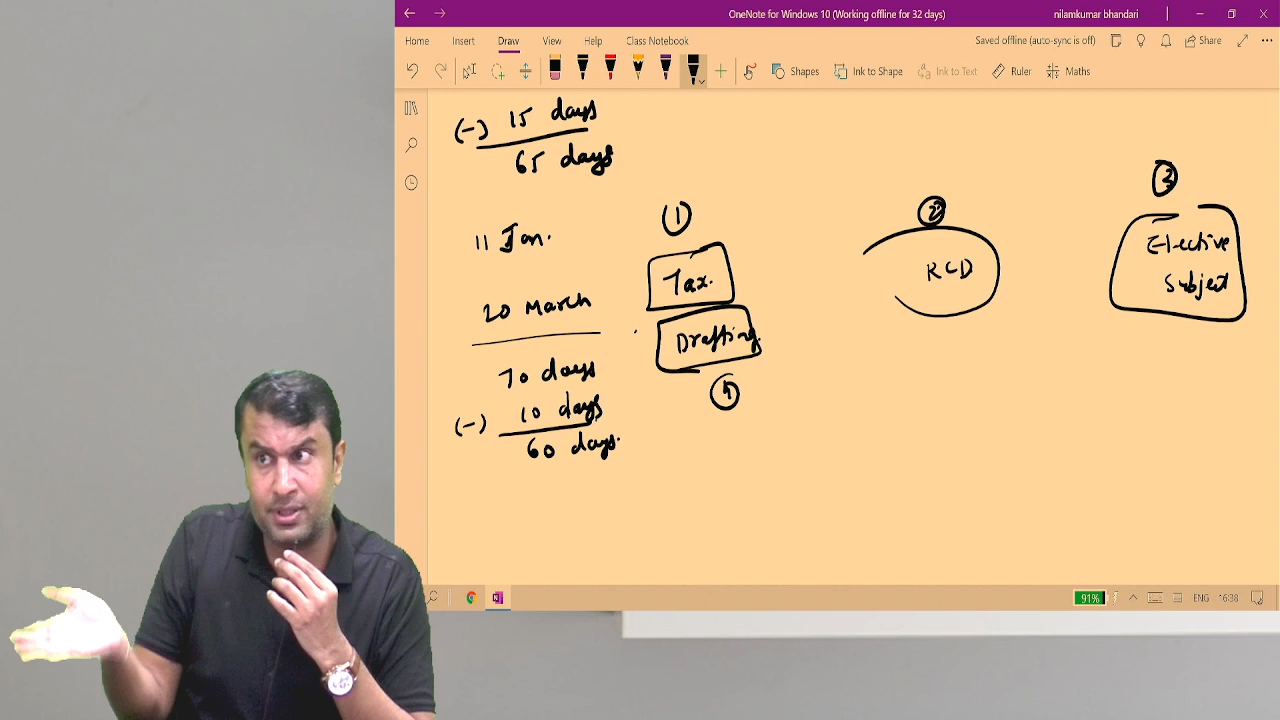 OneNote for Windows 10 (Working offline for 32 days)
nilamkumar bhandari
Home Insert Draw View Help Class Notebook
Saved offline (auto-sync is off) Share
Shapes Ink to Shape Ink to Text Ruler Maths
(-) 15 days
65 days
11 Jan.
20 March
70 days
(-) 10 days
60 days.
1
Tax.
Drafting.
4
2
RCD
3
Elective
Subject
91% ENG 16:38